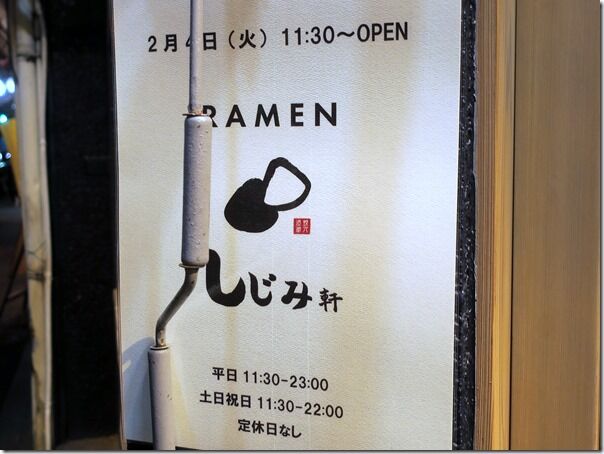 2月4日（火）11:30～OPEN
RAMEN
しじみ軒
平日 11:30-23:00
土日祝日 11:30-22:00
定休日なし